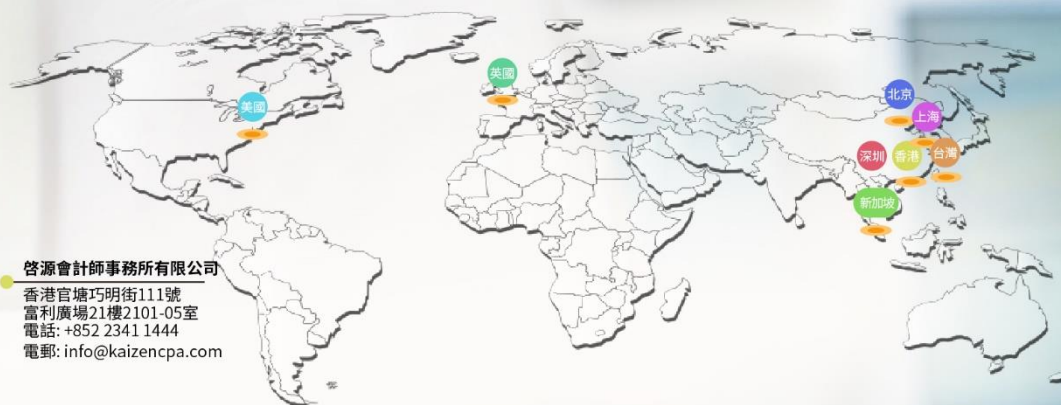 英國
美國
北京
上海
深圳
香港
台灣
新加坡
啓源會計師事務所有限公司
香港官塘巧明街111號
富利廣場21樓2101-05室
電話: +852 2341 1444
電郵: info@kaizencpa.com